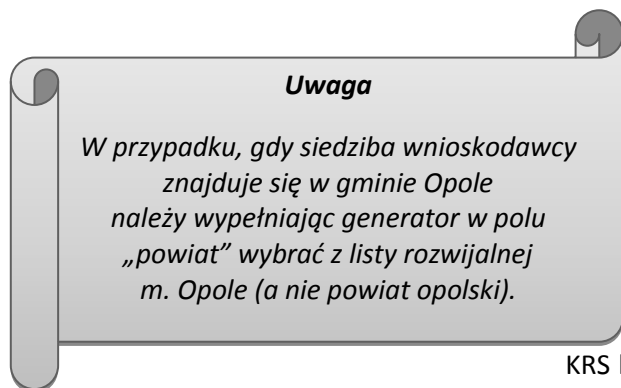 Uwaga
W przypadku, gdy siedziba wnioskodawcy
znajduje się w gminie Opole
należy wypełniając generator w polu
„powiat” wybrać z listy rozwijalnej
m. Opole (a nie powiat opolski).
KRS